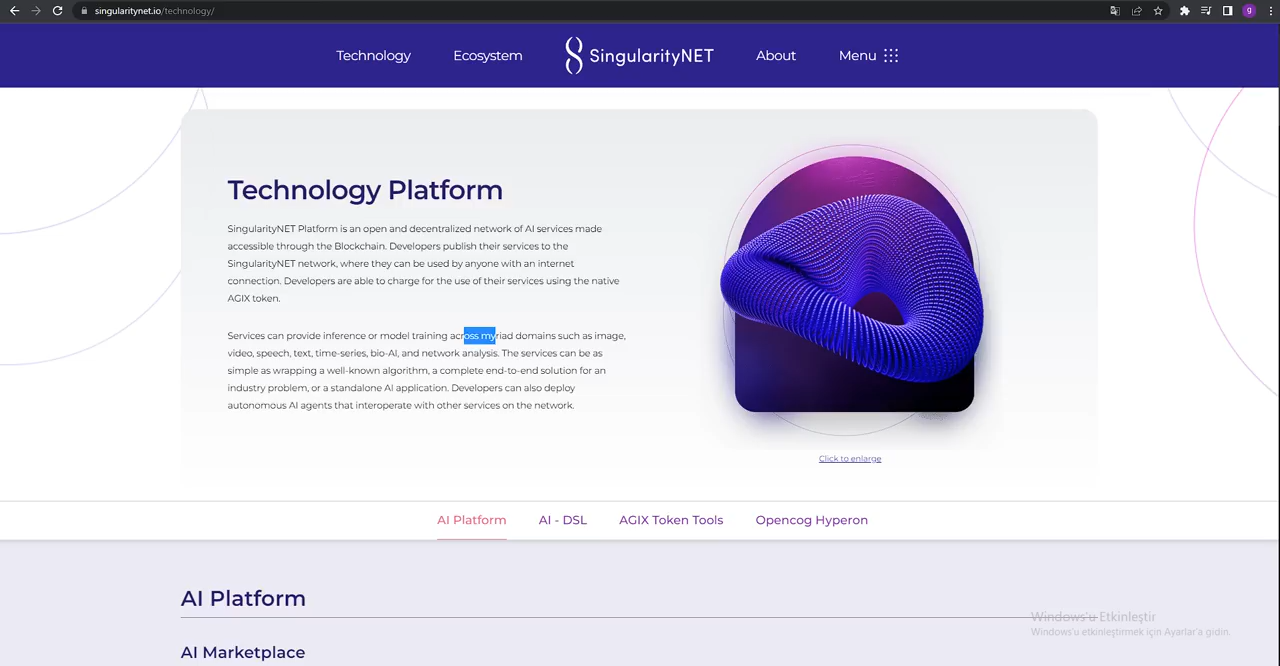 singularitynet.io/technology/
g
Technology Ecosystem SingularityNET About Menu
Technology Platform
SingularityNET Platform is an open and decentralized network of AI services made
accessible through the Blockchain. Developers publish their services to the
SingularityNET network, where they can be used by anyone with an internet
connection. Developers are able to charge for the use of their services using the native
AGIX token.
Services can provide inference or model training across myriad domains such as image,
video, speech, text, time-series, bio-AI, and network analysis. The services can be as
simple as wrapping a well-known algorithm, a complete end-to-end solution for an
industry problem, or a standalone AI application. Developers can also deploy
autonomous AI agents that interoperate with other services on the network.
Click to enlarge
AI Platform AI - DSL AGIX Token Tools Opencog Hyperon
AI Platform
AI Marketplace
Windows'u Etkinleştir
Windows'u etkinleştirmek için Ayarlar'a gidin.